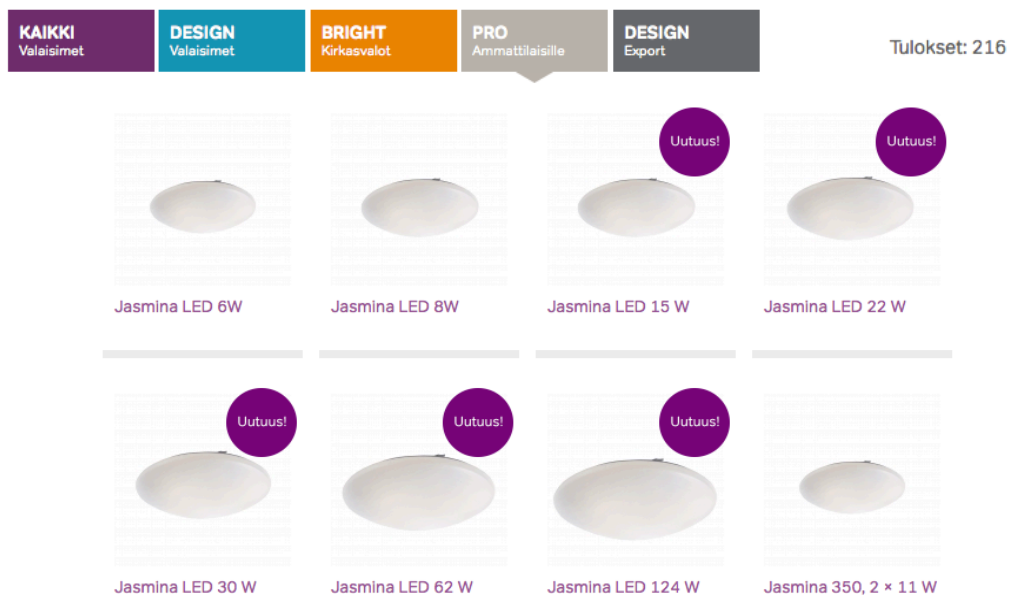 KAIKKI
Valaisimet
DESIGN
Valaisimet
BRIGHT
Kirkasvalot
PRO
Ammattilaisille
DESIGN
Export
Tulokset: 216
Uutuus!
Uutuus!
Jasmina LED 6W
Jasmina LED 8W
Jasmina LED 15 W
Jasmina LED 22 W
Uutuus!
Uutuus!
Uutuus!
Jasmina LED 30 W
Jasmina LED 62 W
Jasmina LED 124 W
Jasmina 350, 2 × 11 W